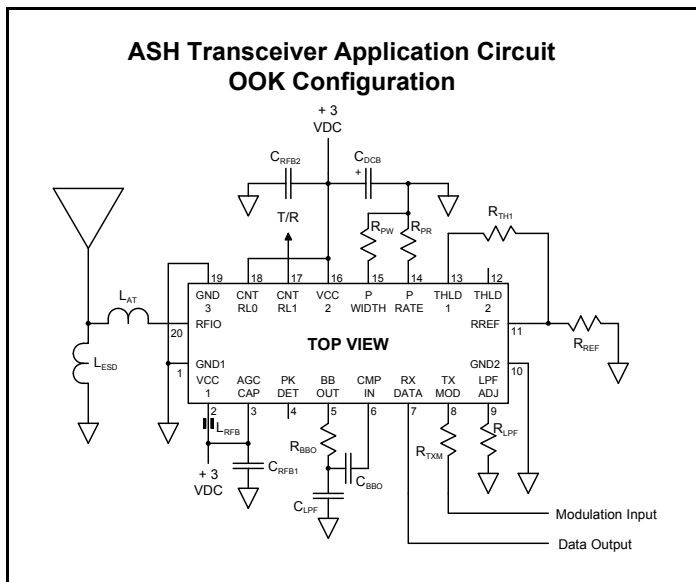 ASH Transceiver Application Circuit
OOK Configuration
+ 3
VDC
CRFB2
CDCB
+
T/R
RPW
RPR
RTH1
19
18
17
16
15
14
13
12
GND
3
CNT
RL0
CNT
RL1
VCC
2
P
WIDTH
P
RATE
THLD
1
THLD
2
LAT
20
RFIO
RREF
11
TOP VIEW
RREF
LESD
1
GND1
GND2
10
VCC
1
AGC
CAP
PK
DET
BB
OUT
CMP
IN
RX
DATA
TX
MOD
LPF
ADJ
2
3
4
5
6
7
8
9
LRFB
RBBO
RTXM
RLPF
+ 3
VDC
CRFB1
CBBO
CLPF
Modulation Input
Data Output